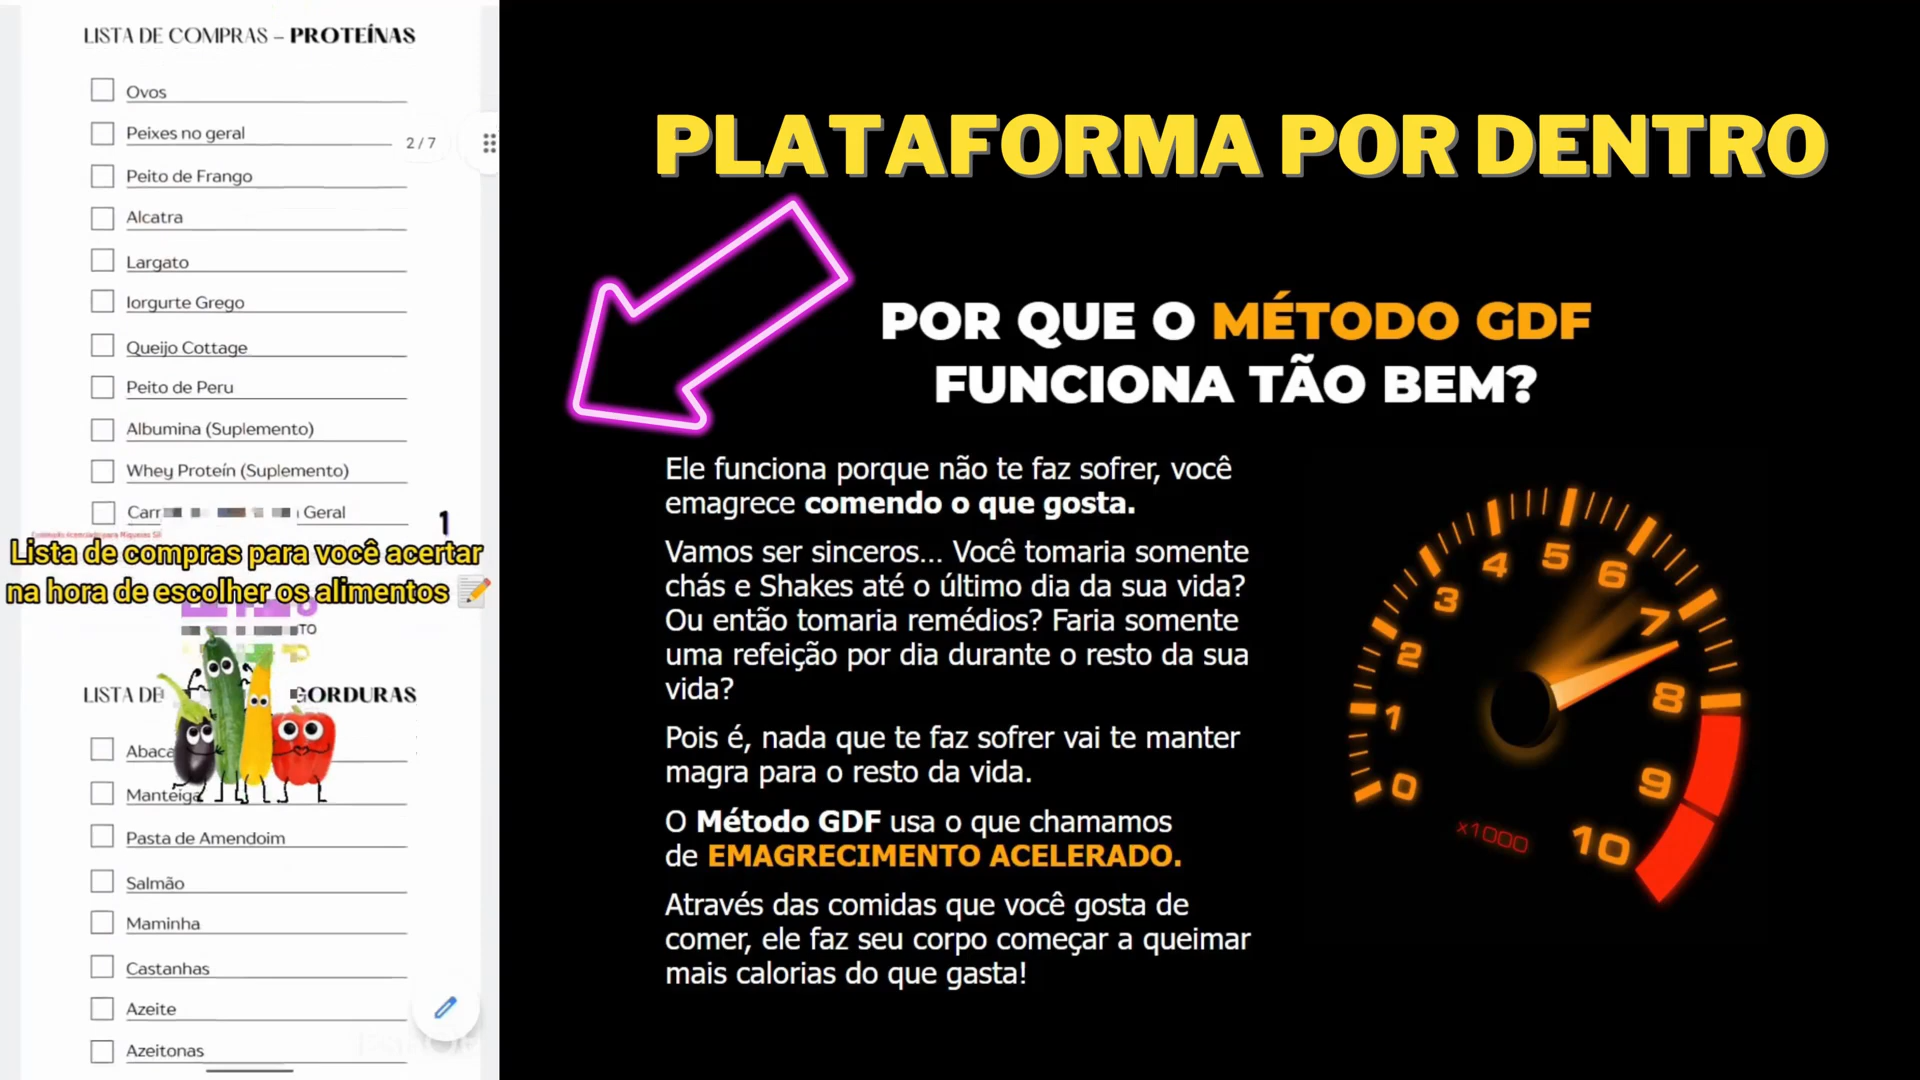 LISTA DE COMPRAS – PROTEÍNAS
Ovos
Peixes no geral
2 / 7
Peito de Frango
Alcatra
Largato
Iorgurte Grego
Queijo Cottage
Peito de Peru
Albumina (Suplemento)
Whey Proteín (Suplemento)
Geral
1
Lista de compras para você acertar
na hora de escolher os alimentos
TO
LISTA DE GORDURAS
Manteiga
Pasta de Amendoim
Salmão
Maminha
Castanhas
Azeite
Azeitonas
PLATAFORMA POR DENTRO
POR QUE O MÉTODO GDF
FUNCIONA TÃO BEM?
Ele funciona porque não te faz sofrer, você
emagrece comendo o que gosta.
Vamos ser sinceros... Você tomaria somente
chás e Shakes até o último dia da sua vida?
Ou então tomaria remédios? Faria somente
uma refeição por dia durante o resto da sua
vida?
Pois é, nada que te faz sofrer vai te manter
magra para o resto da vida.
O Método GDF usa o que chamamos
de EMAGRECIMENTO ACELERADO.
Através das comidas que você gosta de
comer, ele faz seu corpo começar a queimar
mais calorias do que gasta!
0
1
2
3
4
5
6
7
8
9
10
x1000